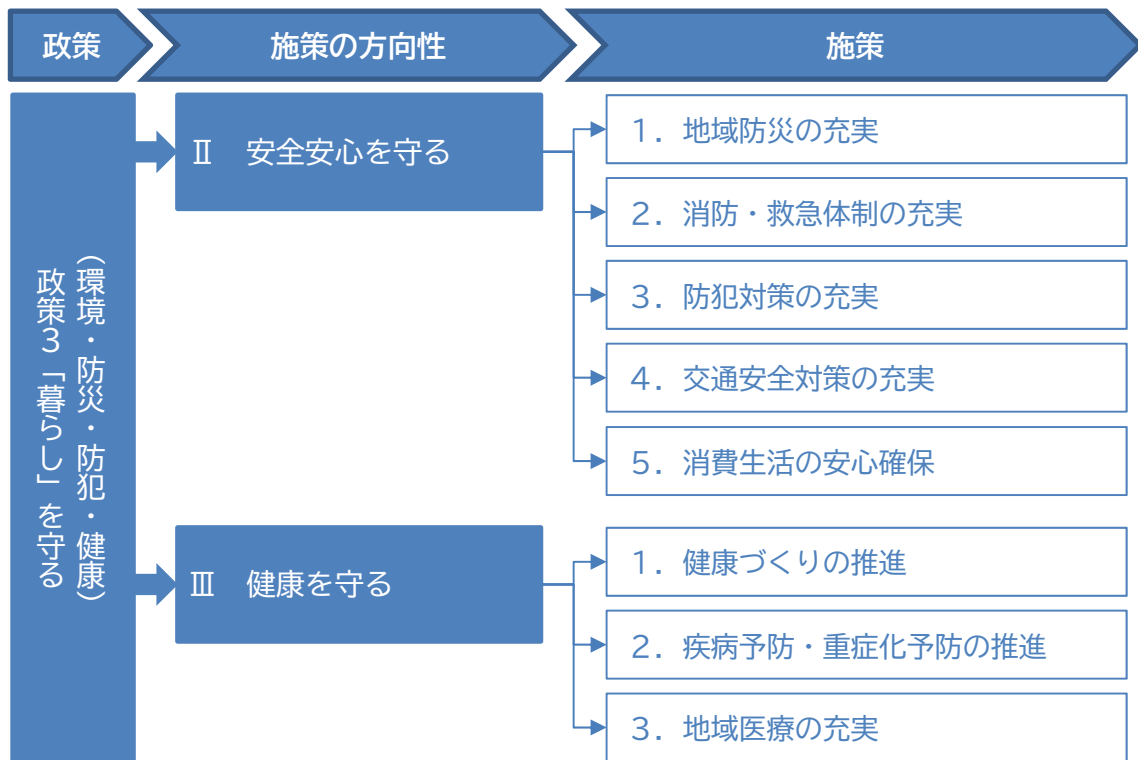 政策
施策の方向性
施策
政策3「暮らし」を守る
(環境・防災・防犯・健康)
Ⅱ 安全安心を守る
1．地域防災の充実
2．消防・救急体制の充実
3．防犯対策の充実
4．交通安全対策の充実
5．消費生活の安心確保
Ⅲ 健康を守る
1．健康づくりの推進
2．疾病予防・重症化予防の推進
3．地域医療の充実